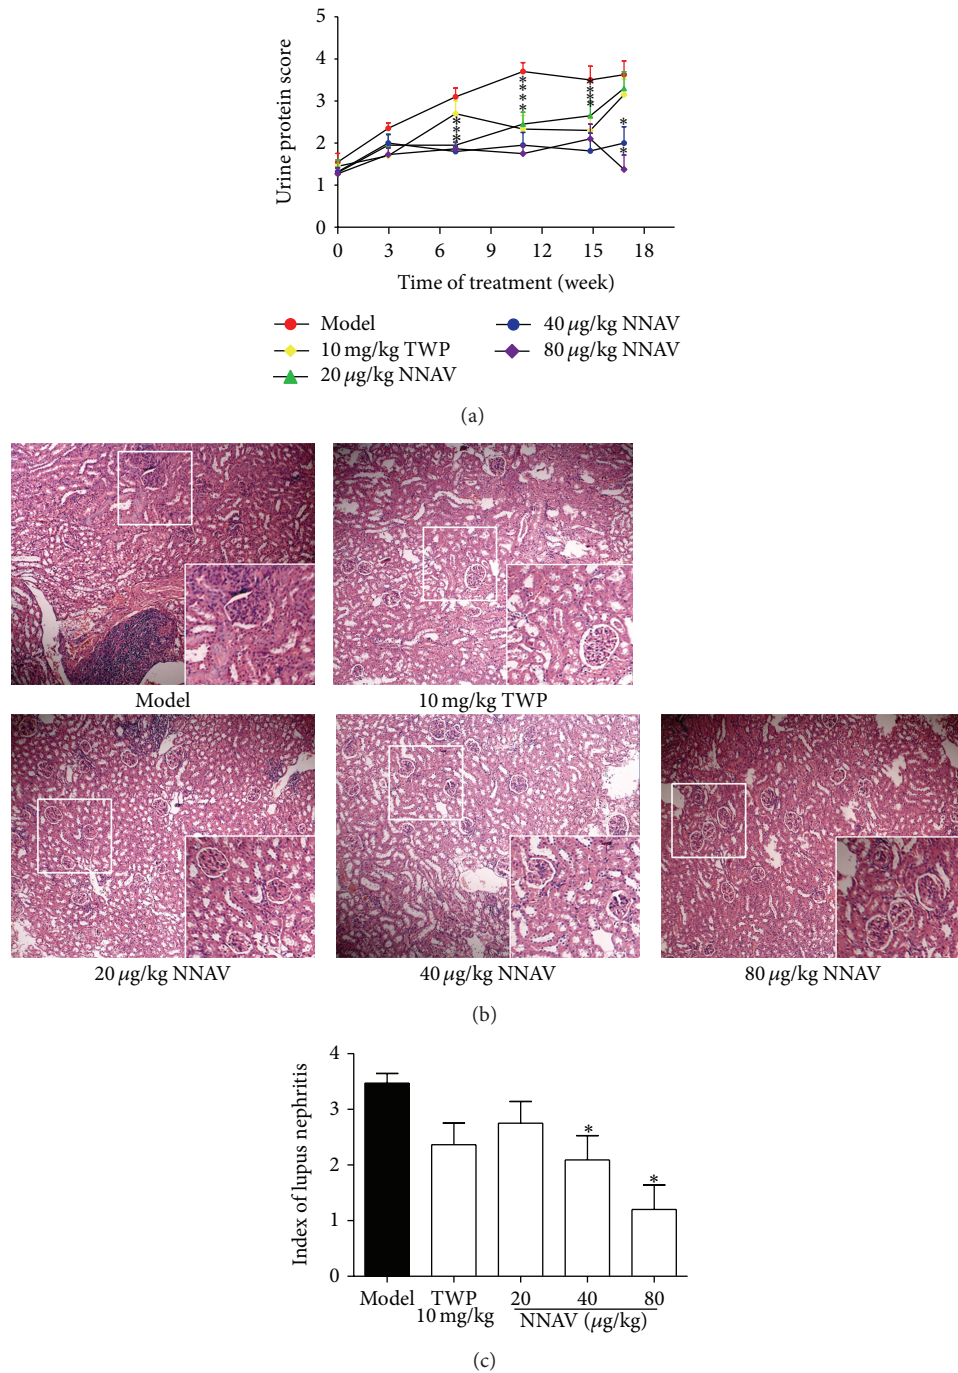 5
4
3
2
1
0
Urine protein score
****
****
***
*
*
0 3 6 9 12 15 18
Time of treatment (week)
Model
10 mg/kg TWP
20 μg/kg NNAV
40 μg/kg NNAV
80 μg/kg NNAV
(a)
Model
10 mg/kg TWP
20 μg/kg NNAV
40 μg/kg NNAV
80 μg/kg NNAV
(b)
4
3
2
1
0
Index of lupus nephritis
*
*
Model TWP 20 40 80
10 mg/kg NNAV (μg/kg)
(c)